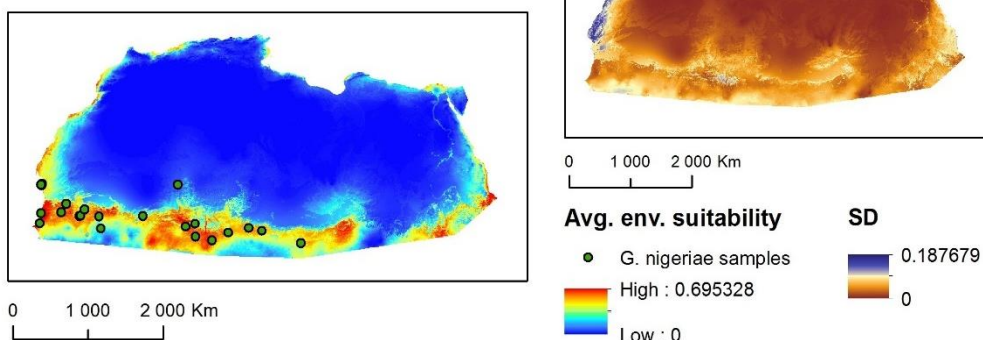 0 1 000 2 000 Km
0 1 000 2 000 Km
Avg. env. suitability
G. nigeriae samples
High : 0.695328
Low : 0
SD
0.187679
0